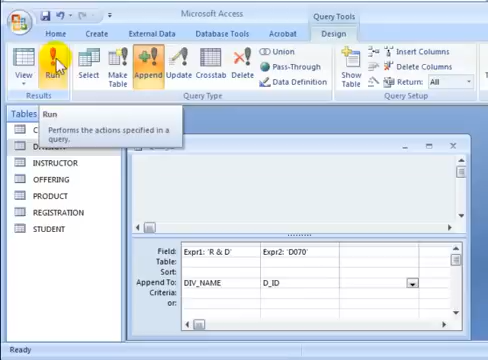 Microsoft Access
Query Tools
Home
Create
External Data
Database Tools
Acrobat
Design
View
Run
Select
Make Table
Append
Update
Crosstab
Delete
Union
Pass-Through
Data Definition
Show Table
Insert Columns
Delete Columns
Return: All
Results
Query Type
Query Setup
Tables
Run
Performs the actions specified in a
query.
INSTRUCTOR
OFFERING
PRODUCT
REGISTRATION
STUDENT
Field: Expr1: 'R & D' Expr2: 'D070'
Table:
Sort:
Append To: DIV_NAME D_ID
Criteria:
or:
Ready